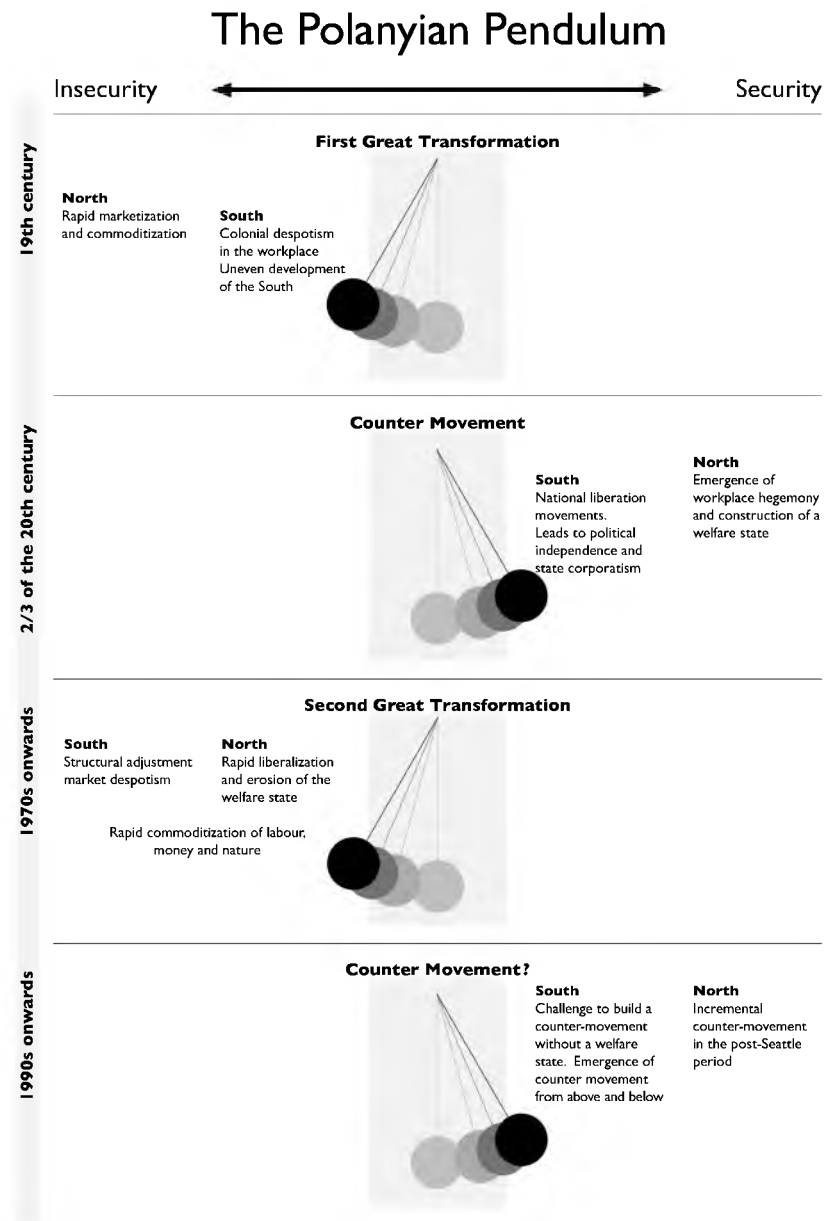 The Polanyian Pendulum
Insecurity
Security
19th century
First Great Transformation
North
Rapid marketization
and commoditization
South
Colonial despotism
in the workplace
Uneven development
of the South
2/3 of the 20th century
Counter Movement
South
National liberation
movements.
Leads to political
independence and
state corporatism
North
Emergence of
workplace hegemony
and construction of a
welfare state
1970s onwards
Second Great Transformation
South
Structural adjustment
market despotism
North
Rapid liberalization
and erosion of the
welfare state
Rapid commoditization of labour,
money and nature
1990s onwards
Counter Movement?
South
Challenge to build a
counter-movement
without a welfare
state. Emergence of
counter movement
from above and below
North
Incremental
counter-movement
in the post-Seattle
period